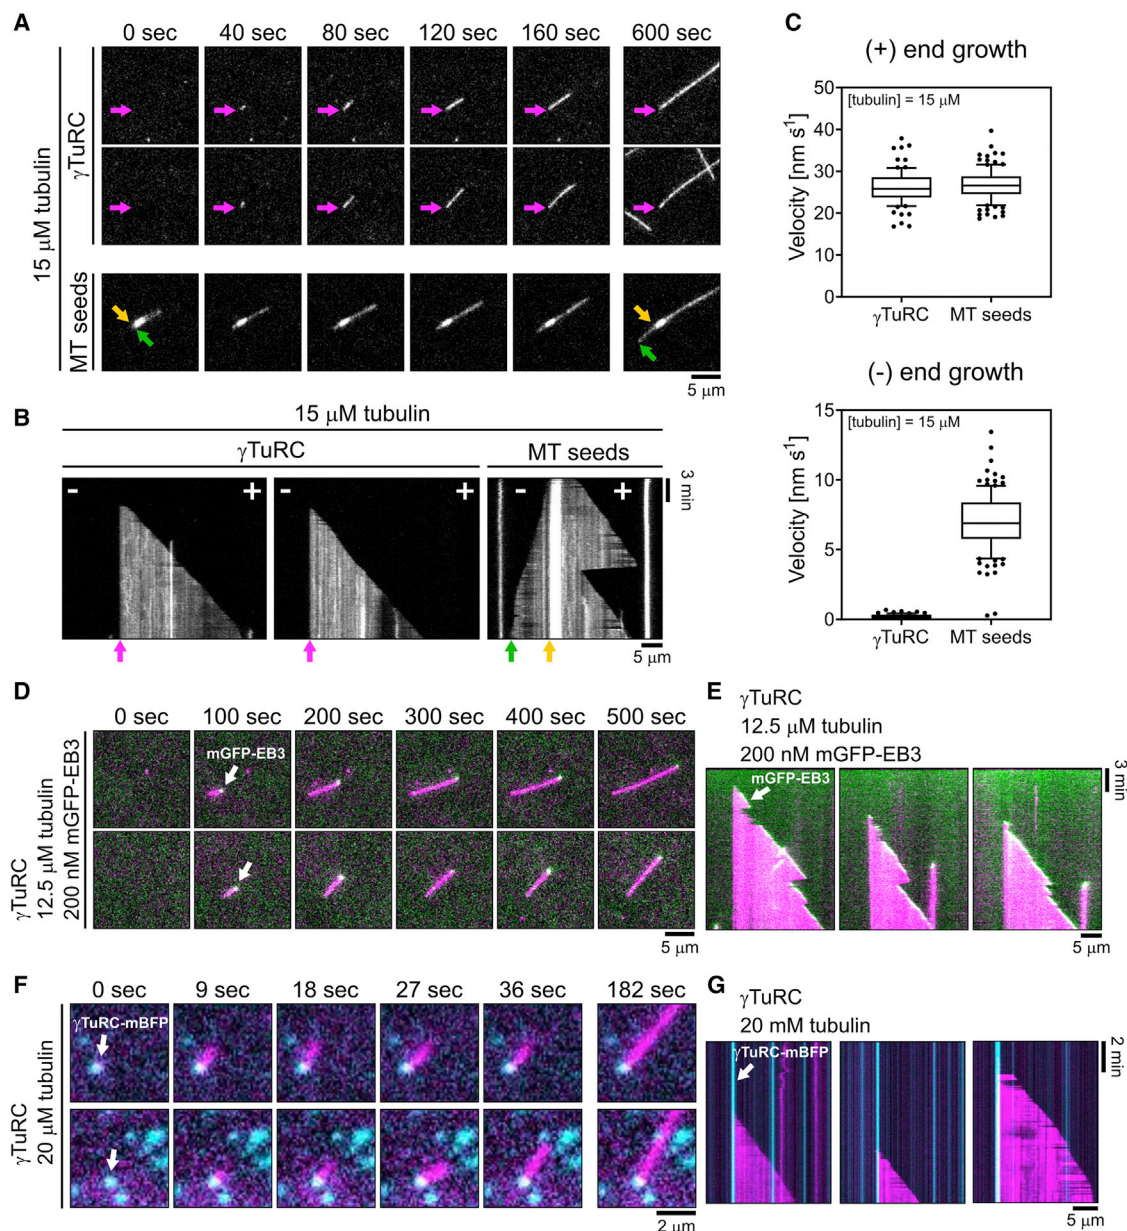 A
0 sec 40 sec 80 sec 120 sec 160 sec 600 sec
15 μM tubulin
γTuRC
MT seeds
5 μm
B
15 μM tubulin
γTuRC MT seeds
- + - + - +
3 min
5 μm
C
(+) end growth
[tubulin] = 15 μM
Velocity [nm s⁻¹]
50
40
30
20
10
0
γTuRC MT seeds
(-) end growth
[tubulin] = 15 μM
Velocity [nm s⁻¹]
15
10
5
0
γTuRC MT seeds
D
0 sec 100 sec 200 sec 300 sec 400 sec 500 sec
γTuRC
12.5 μM tubulin
200 nM mGFP-EB3
mGFP-EB3
5 μm
E
γTuRC
12.5 μM tubulin
200 nM mGFP-EB3
mGFP-EB3
3 min
5 μm
F
0 sec 9 sec 18 sec 27 sec 36 sec 182 sec
γTuRC
20 μM tubulin
γTuRC-mBFP
2 μm
G
γTuRC
20 mM tubulin
γTuRC-mBFP
2 min
5 μm